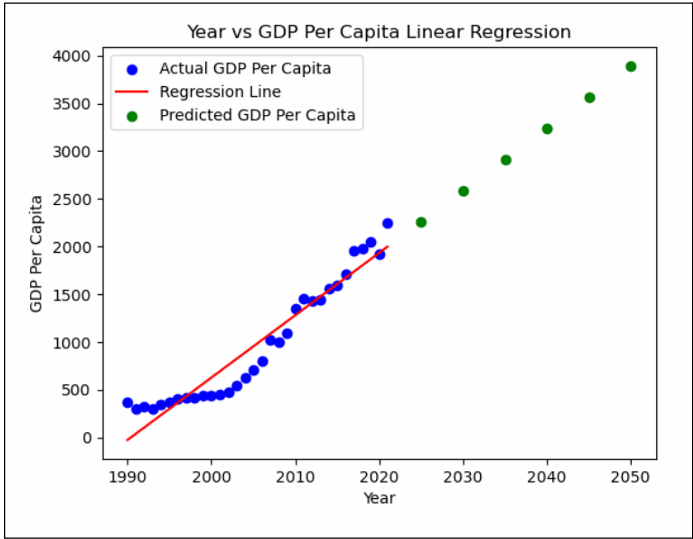 Year vs GDP Per Capita Linear Regression
Actual GDP Per Capita
Regression Line
Predicted GDP Per Capita
4000
3500
3000
2500
2000
1500
1000
500
0
GDP Per Capita
1990 2000 2010 2020 2030 2040 2050
Year